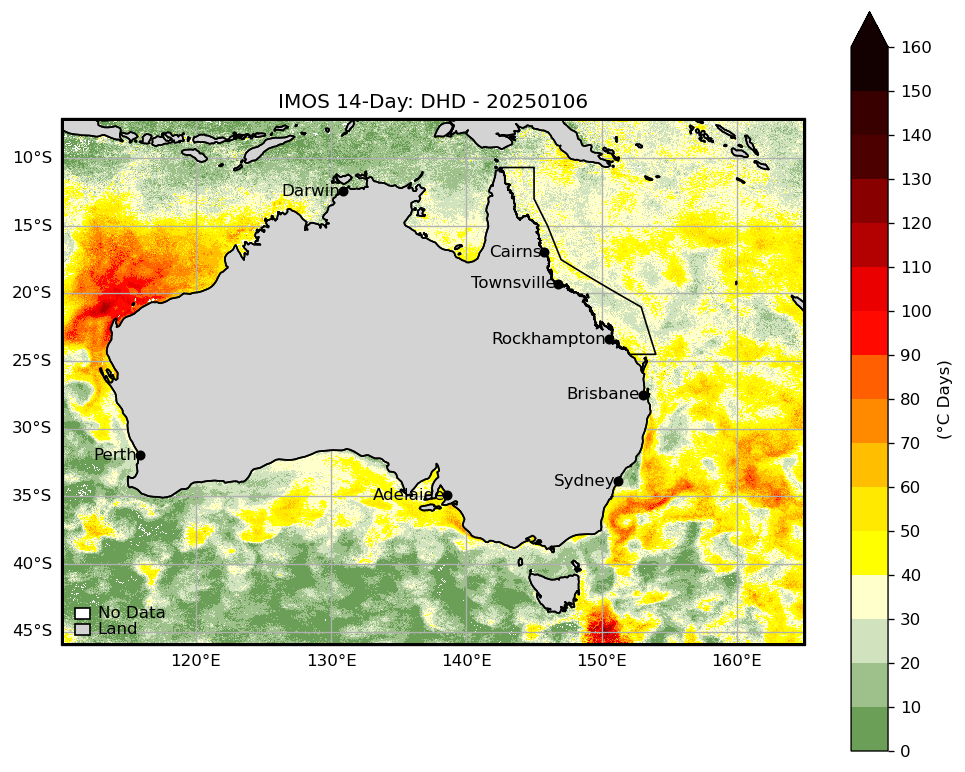 IMOS 14-Day: DHD - 20250106
160
150
140
130
120
110
100
90
80
70
60
50
40
30
20
10
0
(°C Days)
10°S
15°S
20°S
25°S
30°S
35°S
40°S
45°S
Darwin
Cairns
Townsville
Rockhampton
Brisbane
Perth
Sydney
Adelaide
No Data
Land
120°E
130°E
140°E
150°E
160°E